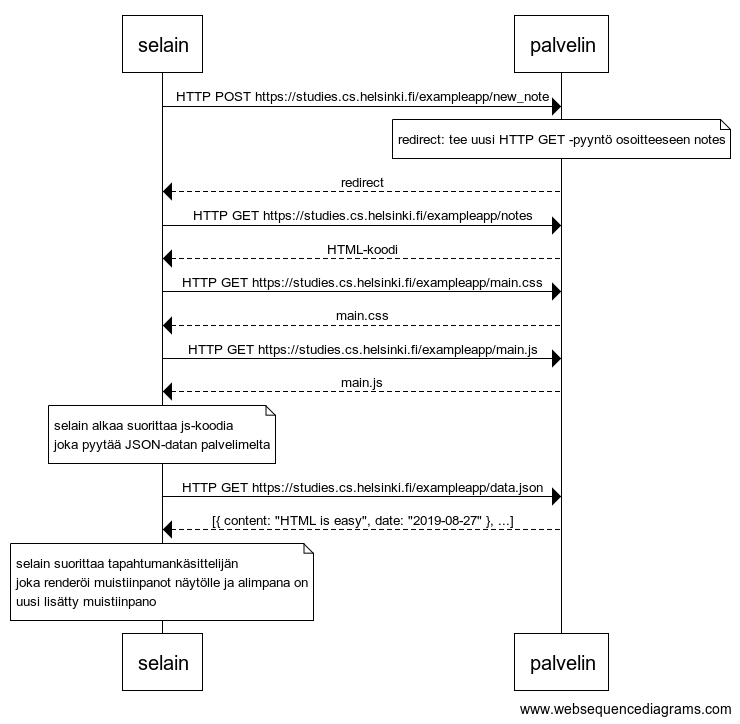 selain
palvelin
HTTP POST https://studies.cs.helsinki.fi/exampleapp/new_note
redirect: tee uusi HTTP GET -pyyntö osoitteeseen notes
redirect
HTTP GET https://studies.cs.helsinki.fi/exampleapp/notes
HTML-koodi
HTTP GET https://studies.cs.helsinki.fi/exampleapp/main.css
main.css
HTTP GET https://studies.cs.helsinki.fi/exampleapp/main.js
main.js
selain alkaa suorittaa js-koodia
joka pyytää JSON-datan palvelimelta
HTTP GET https://studies.cs.helsinki.fi/exampleapp/data.json
[{ content: "HTML is easy", date: "2019-08-27" }, ...]
selain suorittaa tapahtumankäsittelijän
joka renderöi muistiinpanot näytölle ja alimpana on
uusi lisätty muistiinpano
selain
palvelin
www.websequencediagrams.com